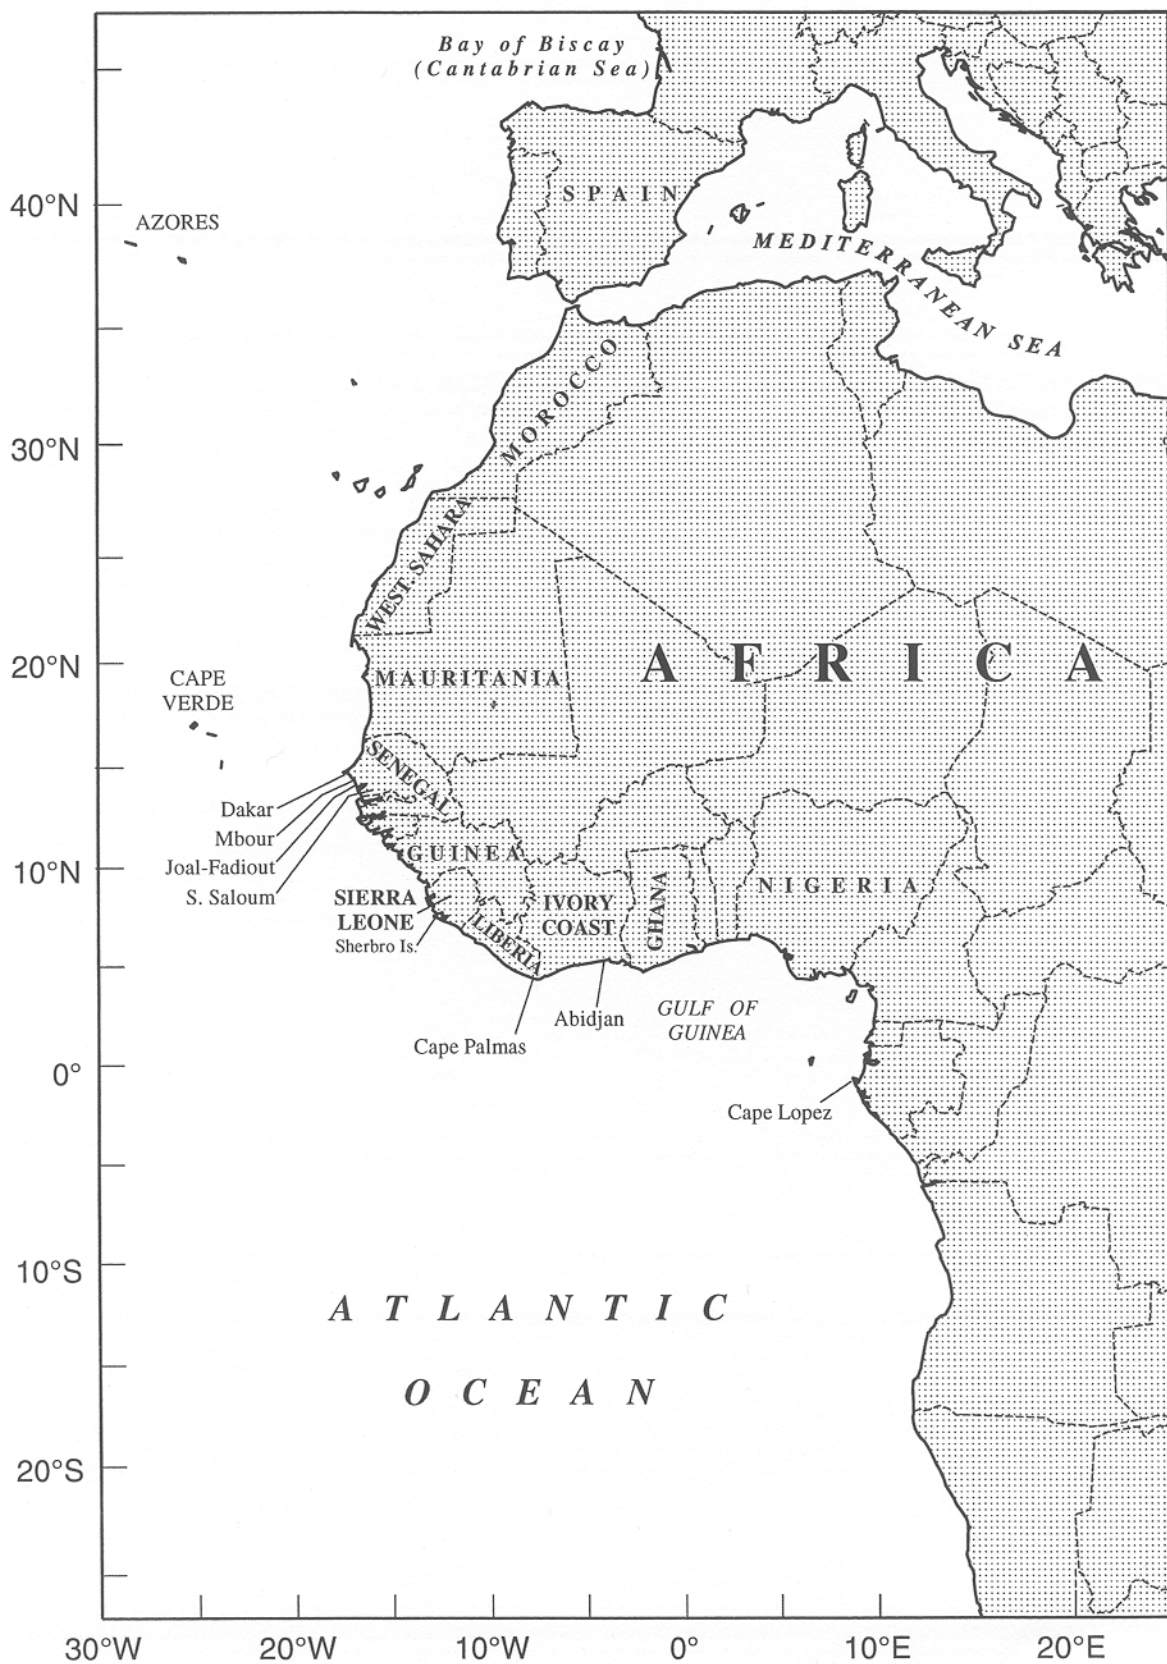 Bay of Biscay
(Cantabrian Sea)
40°N
SPAIN
AZORES
MEDITERRANEAN SEA
MOROCCO
30°N
WEST. SAHARA
20°N
AFRICA
CAPE
VERDE
MAURITANIA
SENEGAL
Dakar
Mbour
Joal-Fadiout
S. Saloum
10°N
GUINEA
NIGERIA
SIERRA
LEONE
Sherbro Is.
IVORY
COAST
GHANA
LIBERIA
GULF OF
GUINEA
Abidjan
Cape Palmas
0°
Cape Lopez
10°S
ATLANTIC
OCEAN
20°S
30°W
20°W
10°W
0°
10°E
20°E